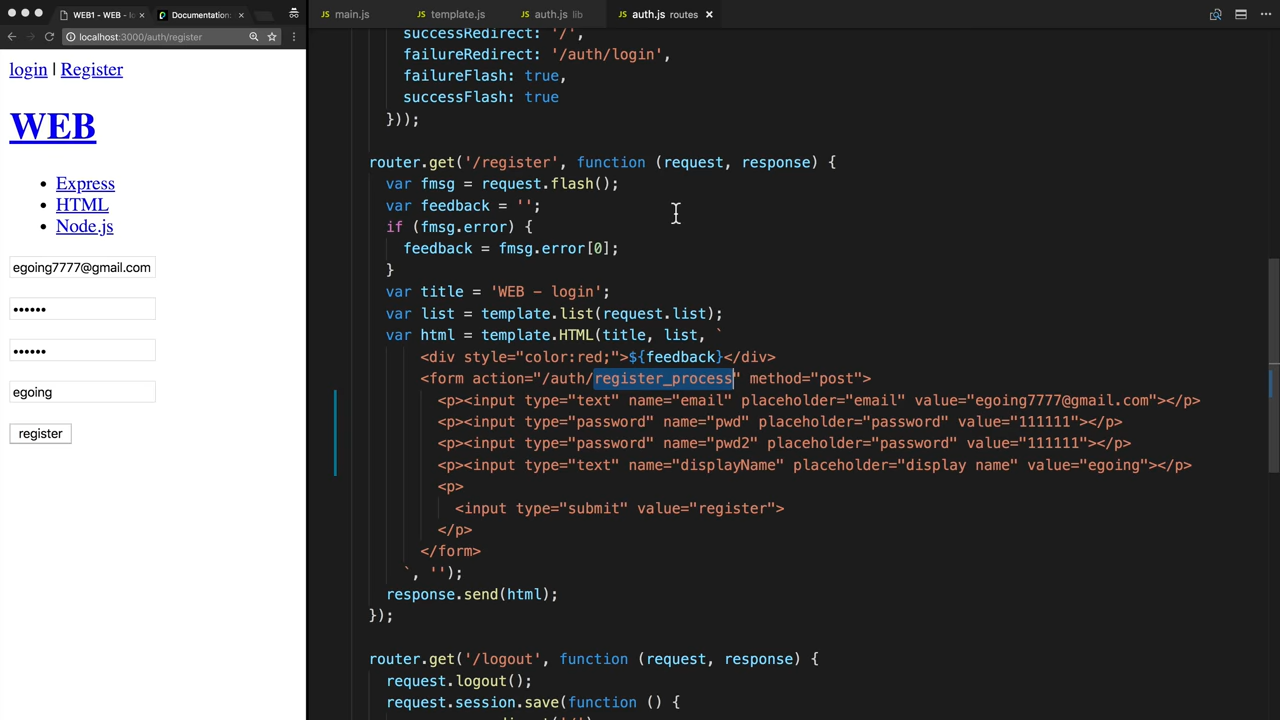 WEB1 - WEB - lo
Documentation:
main.js
template.js
auth.js lib
auth.js routes
localhost:3000/auth/register
login | Register
WEB
Express
HTML
Node.js
egoing7777@gmail.com
••••••
••••••
egoing
register
successRedirect: '/',
failureRedirect: '/auth/login',
failureFlash: true,
successFlash: true
}));
router.get('/register', function (request, response) {
var fmsg = request.flash();
var feedback = '';
if (fmsg.error) {
feedback = fmsg.error[0];
}
var title = 'WEB - login';
var list = template.list(request.list);
var html = template.HTML(title, list, `
<div style="color:red;">${feedback}</div>
<form action="/auth/register_process" method="post">
<p><input type="text" name="email" placeholder="email" value="egoing7777@gmail.com"></p>
<p><input type="password" name="pwd" placeholder="password" value="111111"></p>
<p><input type="password" name="pwd2" placeholder="password" value="111111"></p>
<p><input type="text" name="displayName" placeholder="display name" value="egoing"></p>
<p>
<input type="submit" value="register">
</p>
</form>
`, '');
response.send(html);
});
router.get('/logout', function (request, response) {
request.logout();
request.session.save(function () {